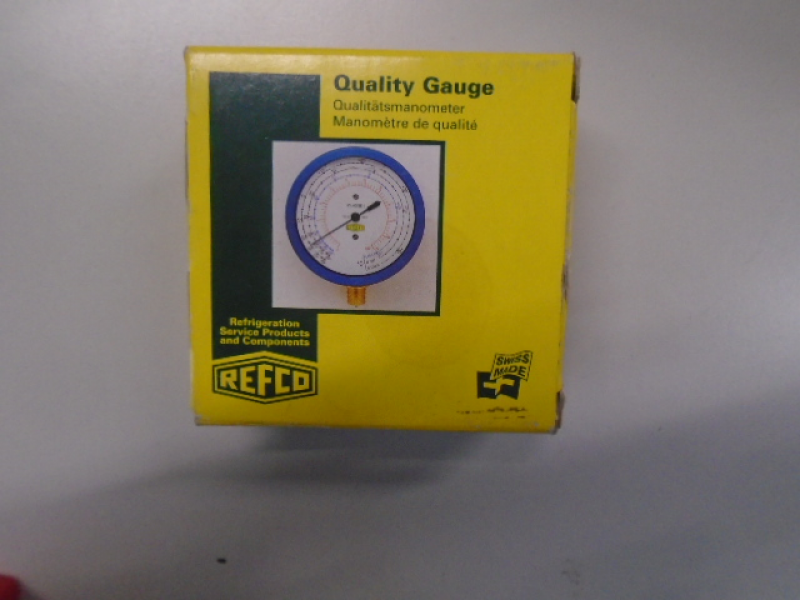 Quality Gauge
Qualitätsmanometer
Manomètre de qualité
Refrigeration
Service Products
and Components
REFCO
SWISS
MADE